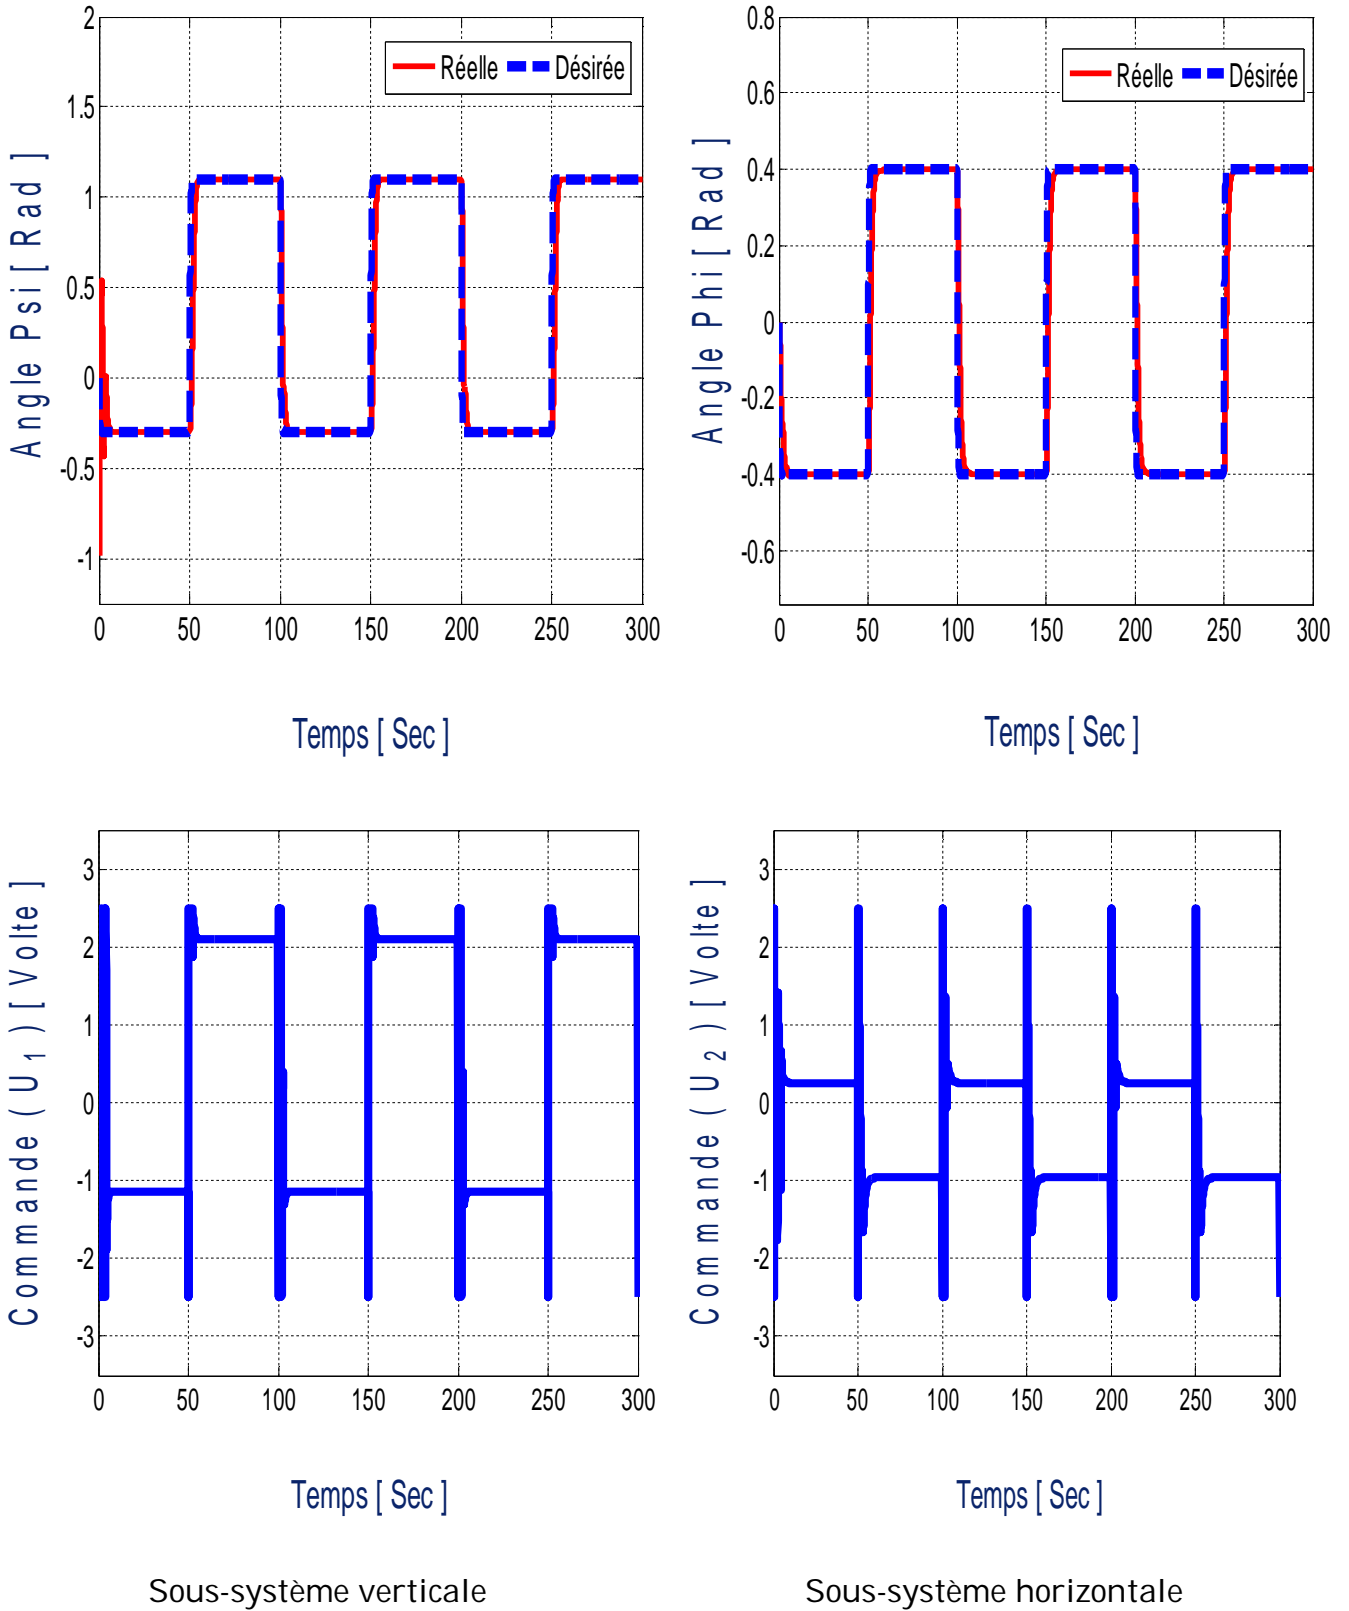 Réelle Désirée
2
1.5
1
0.5
0
-0.5
-1
Angle Psi [ Rad ]
0 50 100 150 200 250 300
Temps [ Sec ]
Réelle Désirée
0.8
0.6
0.4
0.2
0
-0.2
-0.4
-0.6
Angle Phi [ Rad ]
0 50 100 150 200 250 300
Temps [ Sec ]
3
2
1
0
-1
-2
-3
Commande (U 1 ) [ Volte ]
0 50 100 150 200 250 300
Temps [ Sec ]
3
2
1
0
-1
-2
-3
Commande (U 2 ) [ Volte ]
0 50 100 150 200 250 300
Temps [ Sec ]
Sous-système verticale
Sous-système horizontale